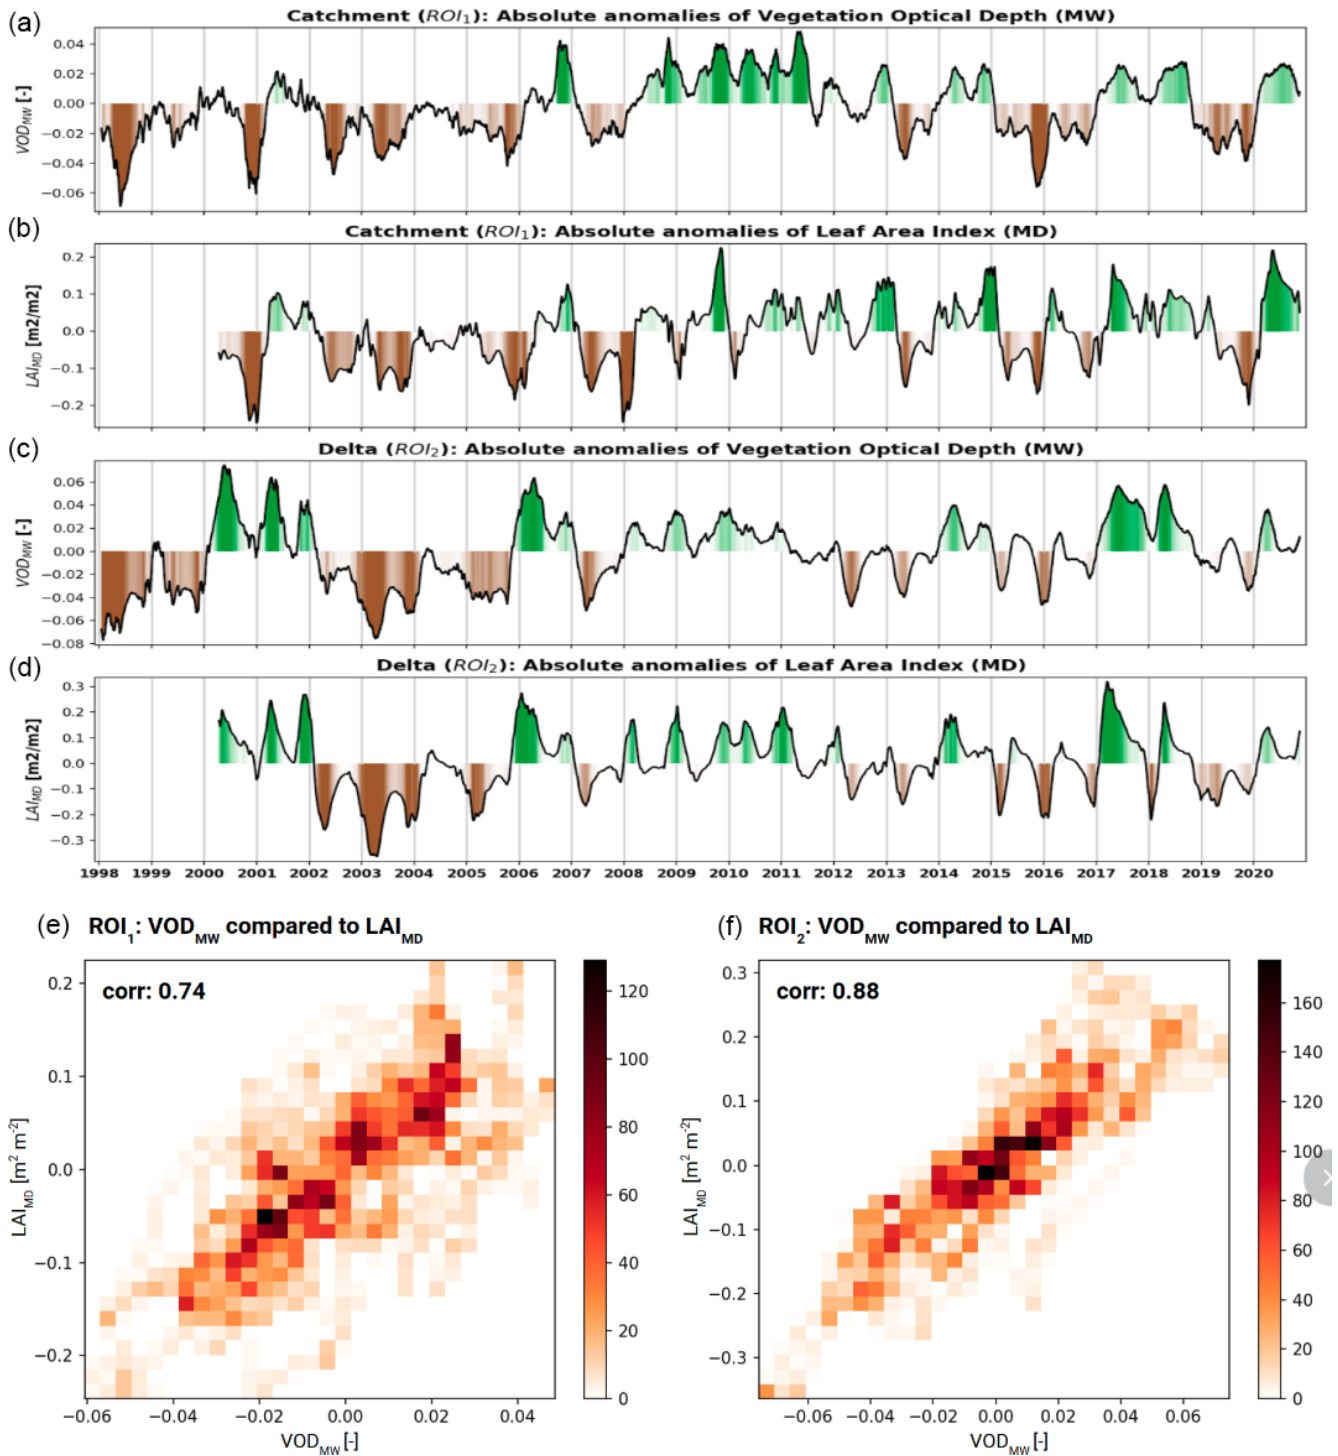 (a) Catchment (ROI1): Absolute anomalies of Vegetation Optical Depth (MW)
VODMW [-]
0.04
0.02
0.00
−0.02
−0.04
−0.06
(b) Catchment (ROI1): Absolute anomalies of Leaf Area Index (MD)
LAIMD [m2/m2]
0.2
0.1
0.0
−0.1
−0.2
(c) Delta (ROI2): Absolute anomalies of Vegetation Optical Depth (MW)
VODMW [-]
0.06
0.04
0.02
0.00
−0.02
−0.04
−0.06
−0.08
(d) Delta (ROI2): Absolute anomalies of Leaf Area Index (MD)
LAIMD [m2/m2]
0.3
0.2
0.1
0.0
−0.1
−0.2
−0.3
1998 1999 2000 2001 2002 2003 2004 2005 2006 2007 2008 2009 2010 2011 2012 2013 2014 2015 2016 2017 2018 2019 2020
(e) ROI1: VODMW compared to LAIMD
corr: 0.74
LAIMD [m2 m-2]
0.2
0.1
0.0
−0.1
−0.2
−0.06 −0.04 −0.02 0.00 0.02 0.04
VODMW [-]
120
100
80
60
40
20
0
(f) ROI2: VODMW compared to LAIMD
corr: 0.88
LAIMD [m2 m-2]
0.3
0.2
0.1
0.0
−0.1
−0.2
−0.3
−0.06 −0.04 −0.02 0.00 0.02 0.04 0.06
VODMW [-]
160
140
120
100
80
60
40
20
0